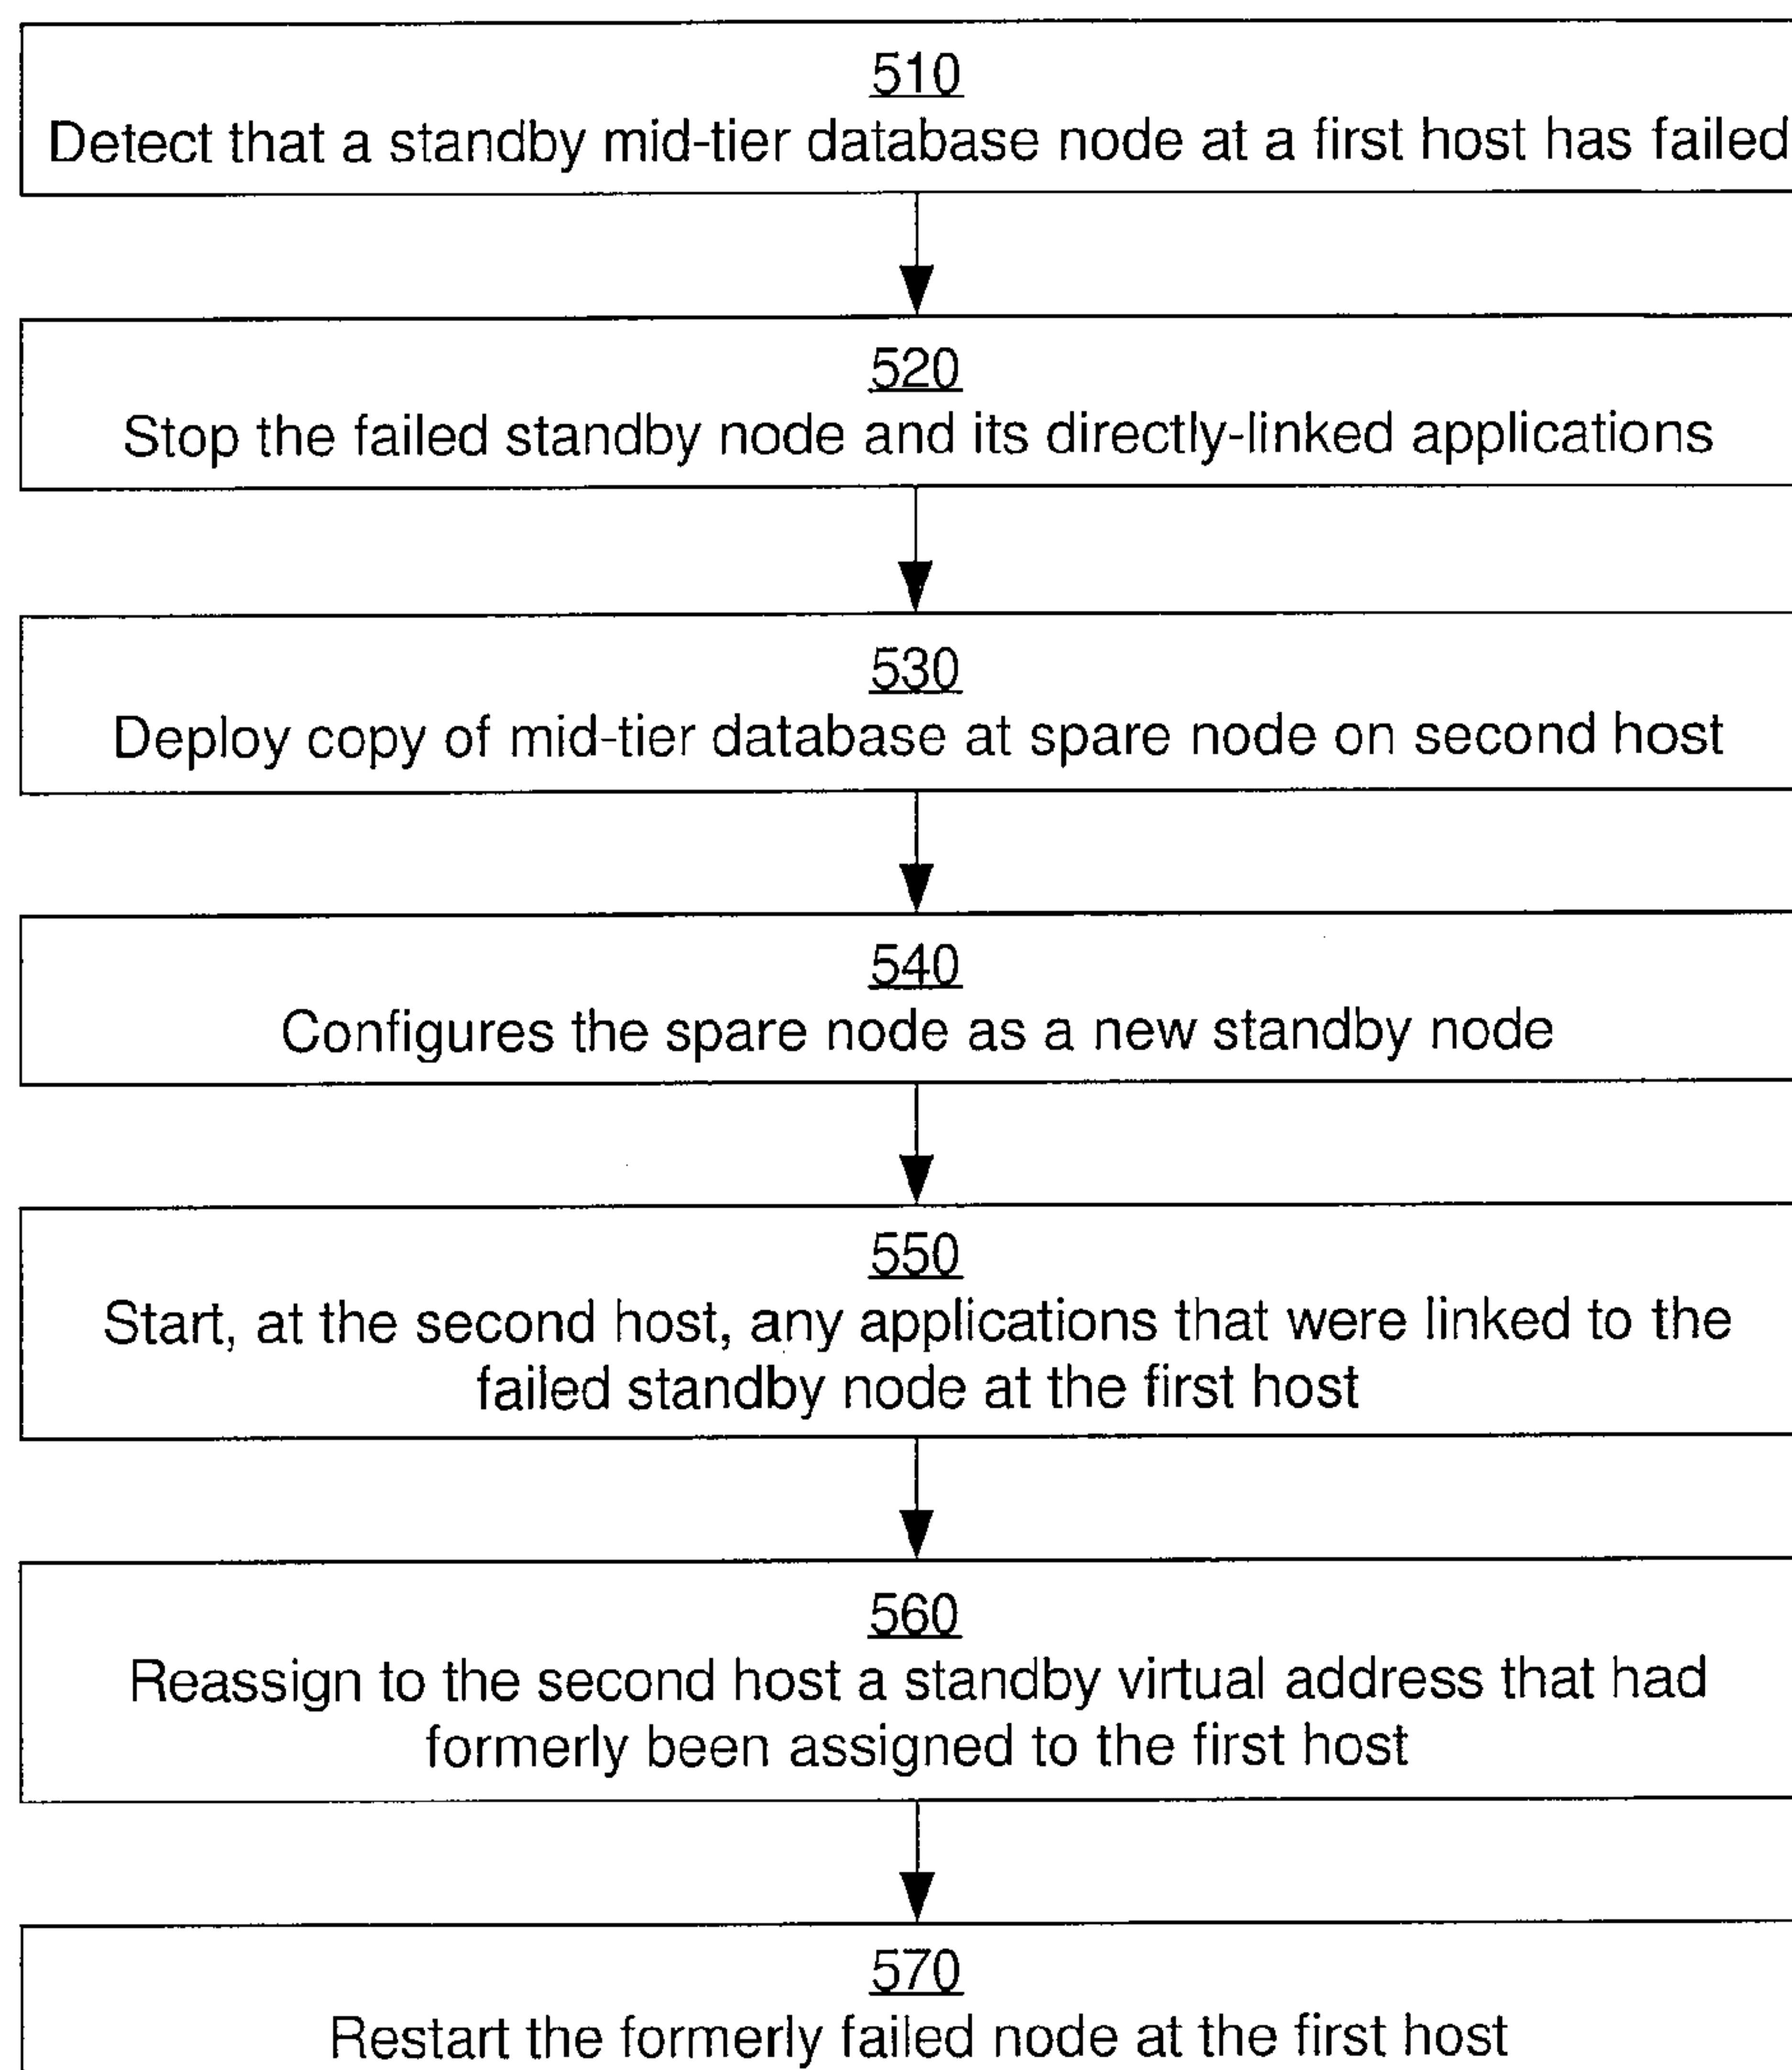 510
Detect that a standby mid-tier database node at a first host has failed
520
Stop the failed standby node and its directly-linked applications
530
Deploy copy of mid-tier database at spare node on second host
540
Configures the spare node as a new standby node
550
Start, at the second host, any applications that were linked to the
failed standby node at the first host
560
Reassign to the second host a standby virtual address that had
formerly been assigned to the first host
570
Restart the formerly failed node at the first host